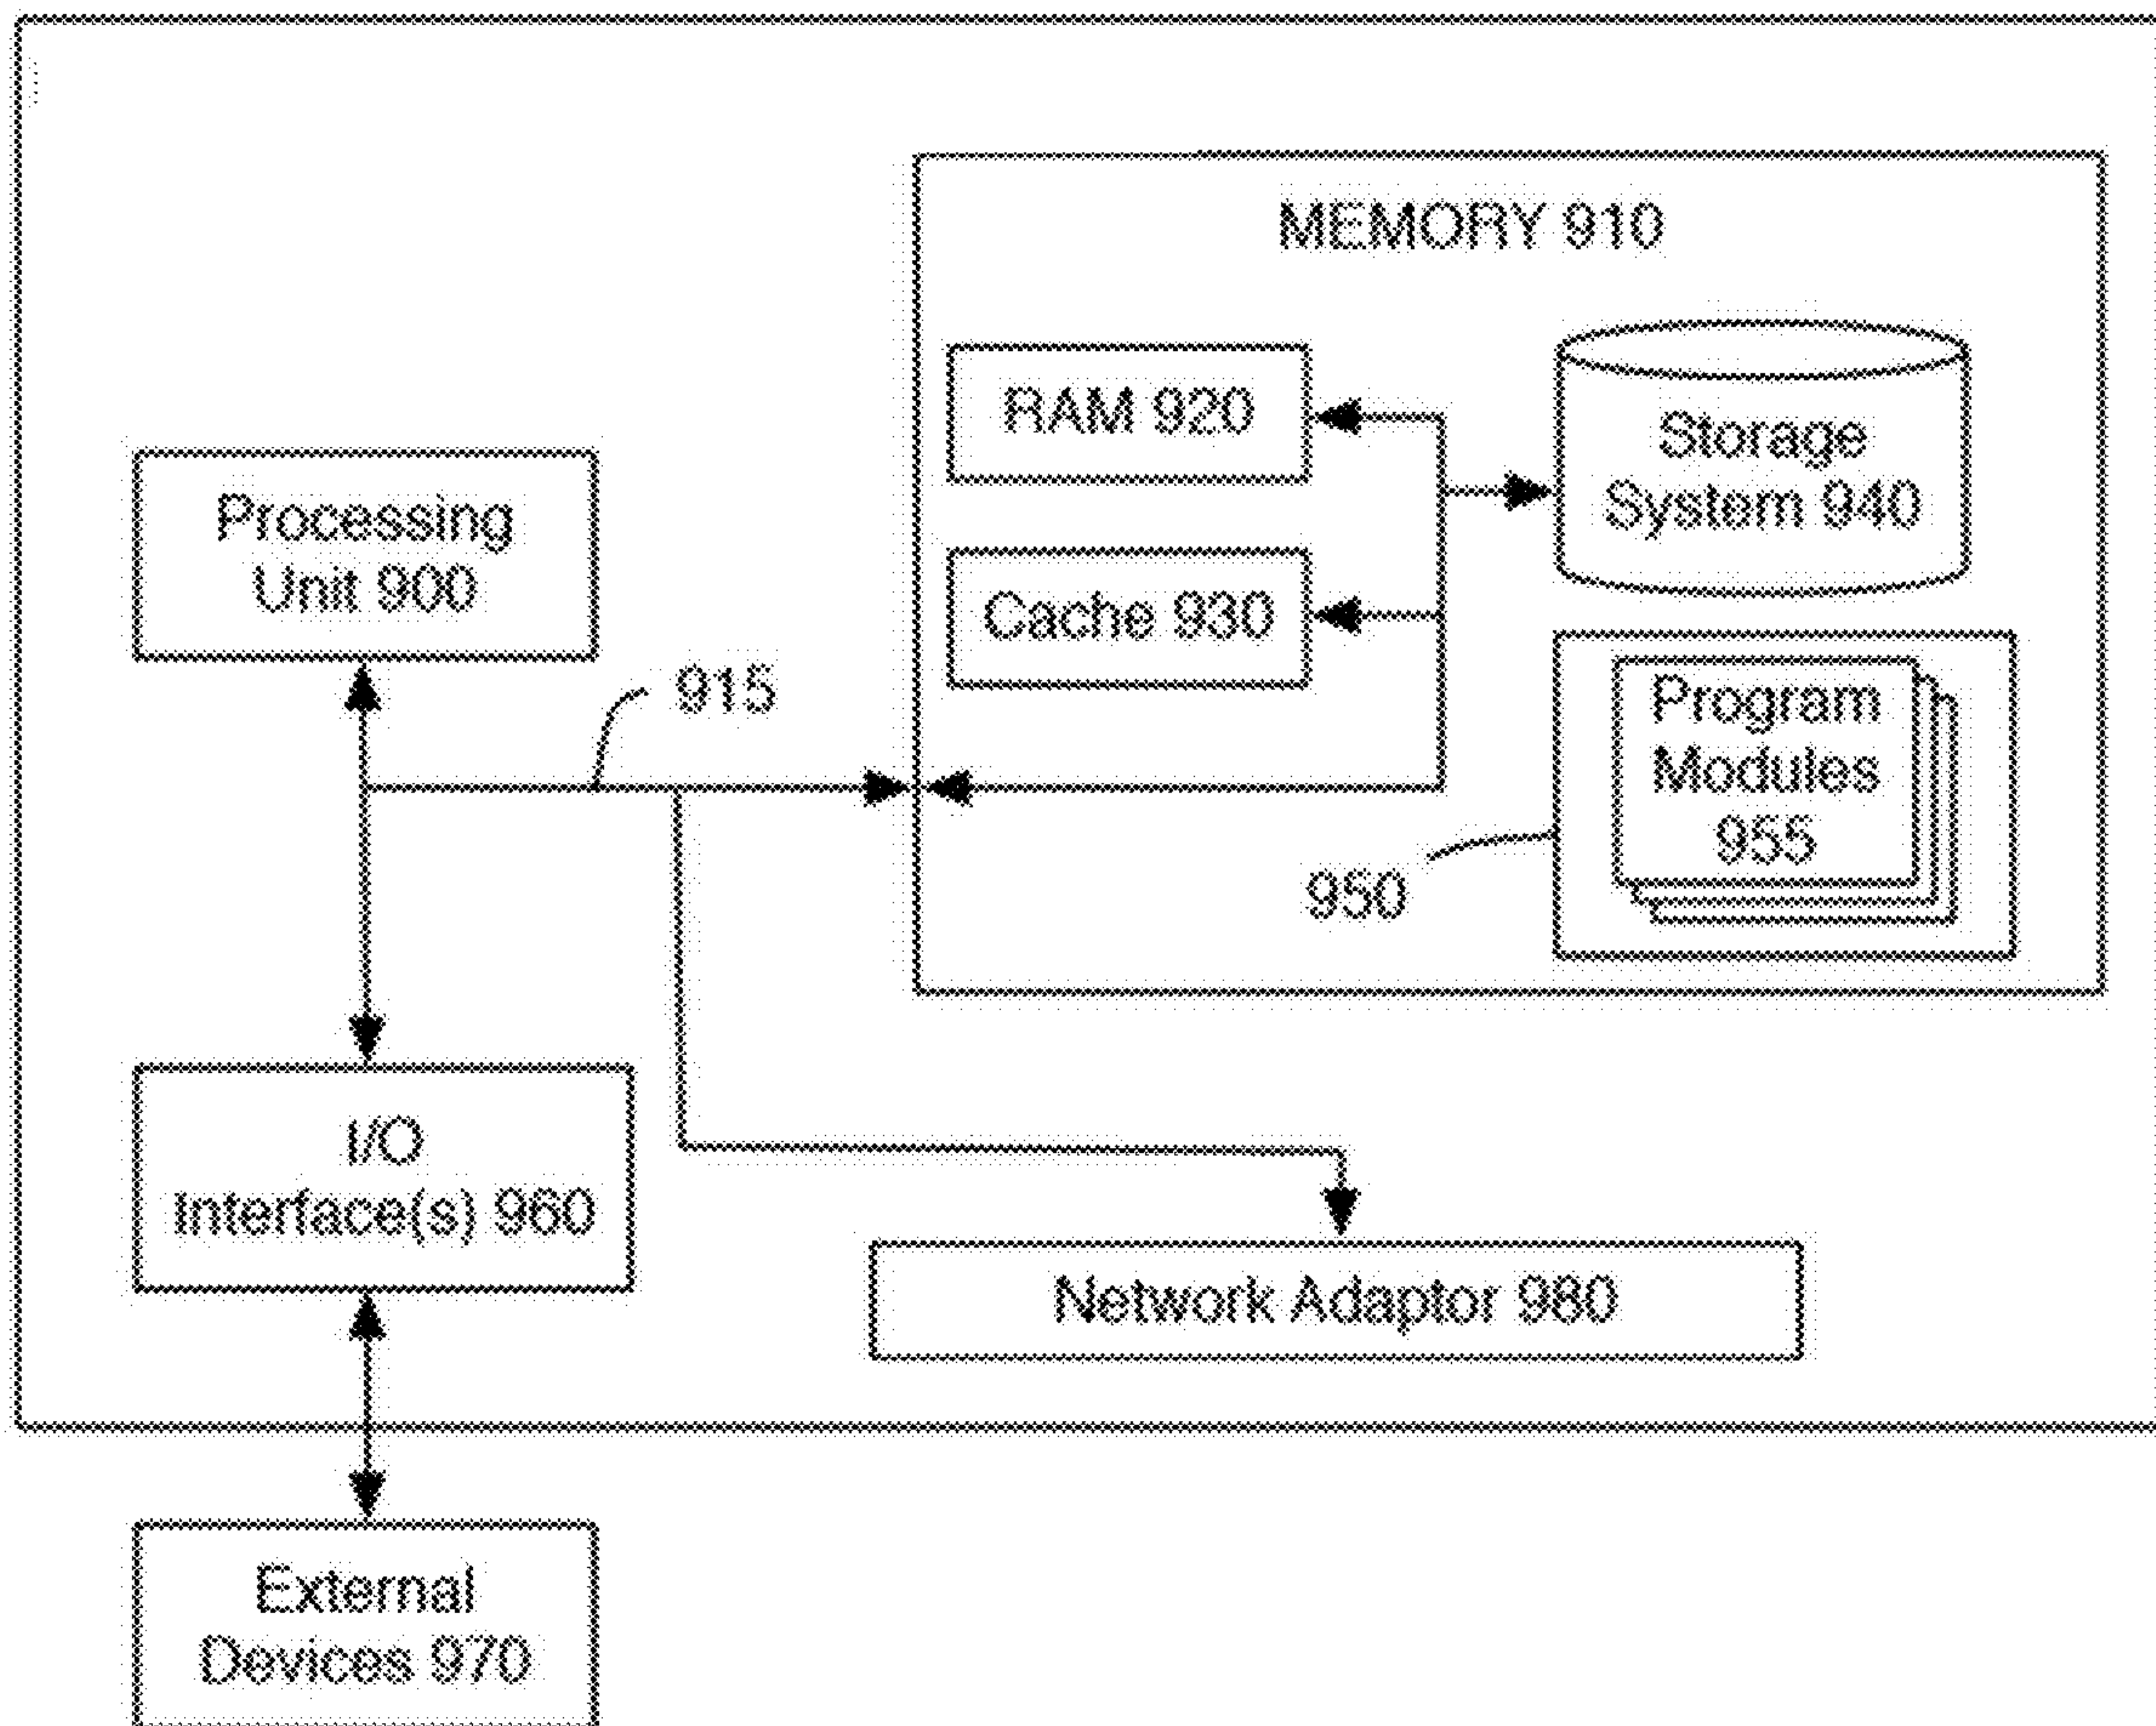 MEMORY 910
RAM 920
Storage
System 940
Processing
Unit 900
Cache 930
915
Program
Modules
955
950
I/O
Interface(s) 960
Network Adaptor 980
External
Devices 970